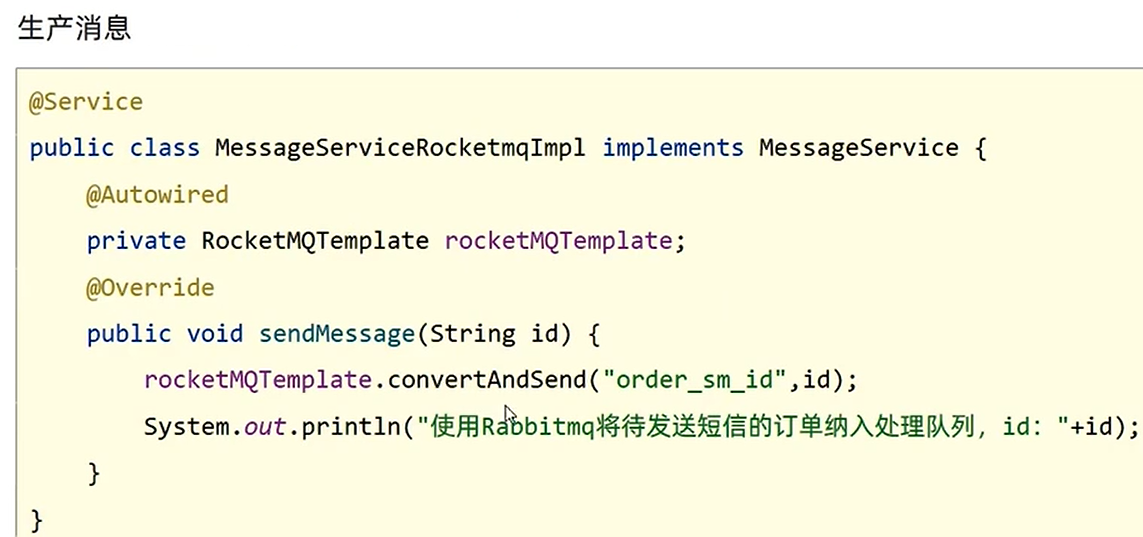 生产消息
@Service
public class MessageServiceRocketmqImpl implements MessageService {
@Autowired
private RocketMQTemplate rocketMQTemplate;
@Override
public void sendMessage(String id) {
rocketMQTemplate.convertAndSend("order_sm_id",id);
System.out.println("使用Rabbitmq将待发送短信的订单纳入处理队列，id："+id);
}
}